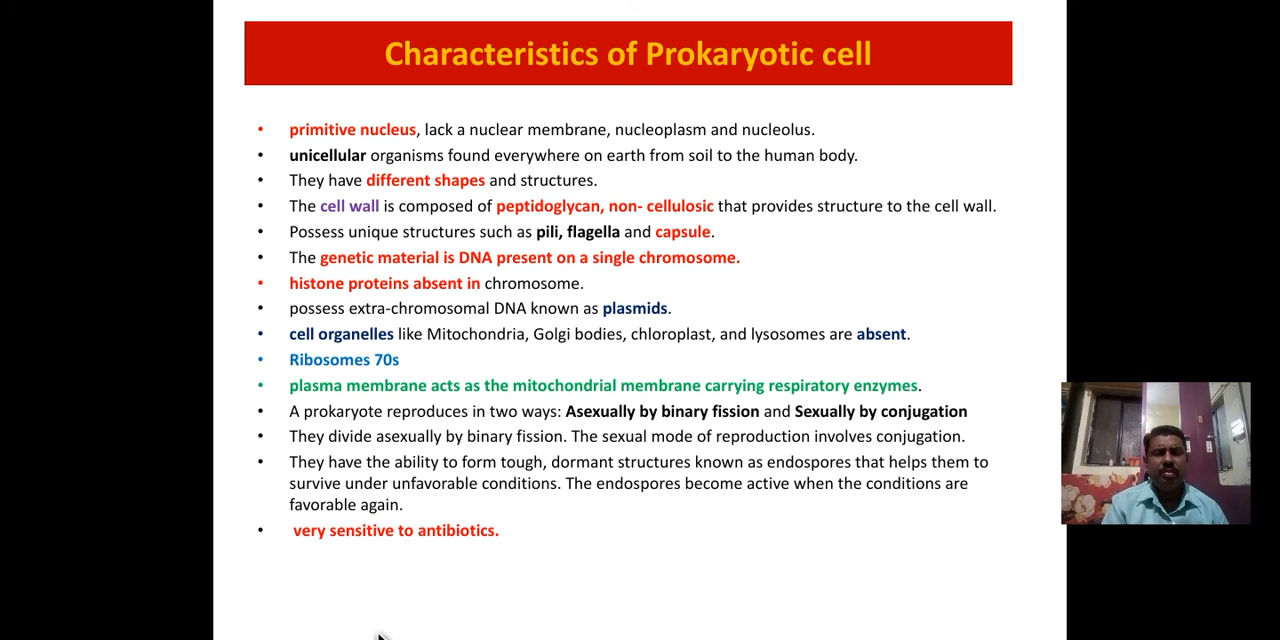 Characteristics of Prokaryotic cell
• primitive nucleus, lack a nuclear membrane, nucleoplasm and nucleolus.
• unicellular organisms found everywhere on earth from soil to the human body.
• They have different shapes and structures.
• The cell wall is composed of peptidoglycan, non- cellulosic that provides structure to the cell wall.
• Possess unique structures such as pili, flagella and capsule.
• The genetic material is DNA present on a single chromosome.
• histone proteins absent in chromosome.
• possess extra-chromosomal DNA known as plasmids.
• cell organelles like Mitochondria, Golgi bodies, chloroplast, and lysosomes are absent.
• Ribosomes 70s
• plasma membrane acts as the mitochondrial membrane carrying respiratory enzymes.
• A prokaryote reproduces in two ways: Asexually by binary fission and Sexually by conjugation
• They divide asexually by binary fission. The sexual mode of reproduction involves conjugation.
• They have the ability to form tough, dormant structures known as endospores that helps them to
survive under unfavorable conditions. The endospores become active when the conditions are
favorable again.
• very sensitive to antibiotics.